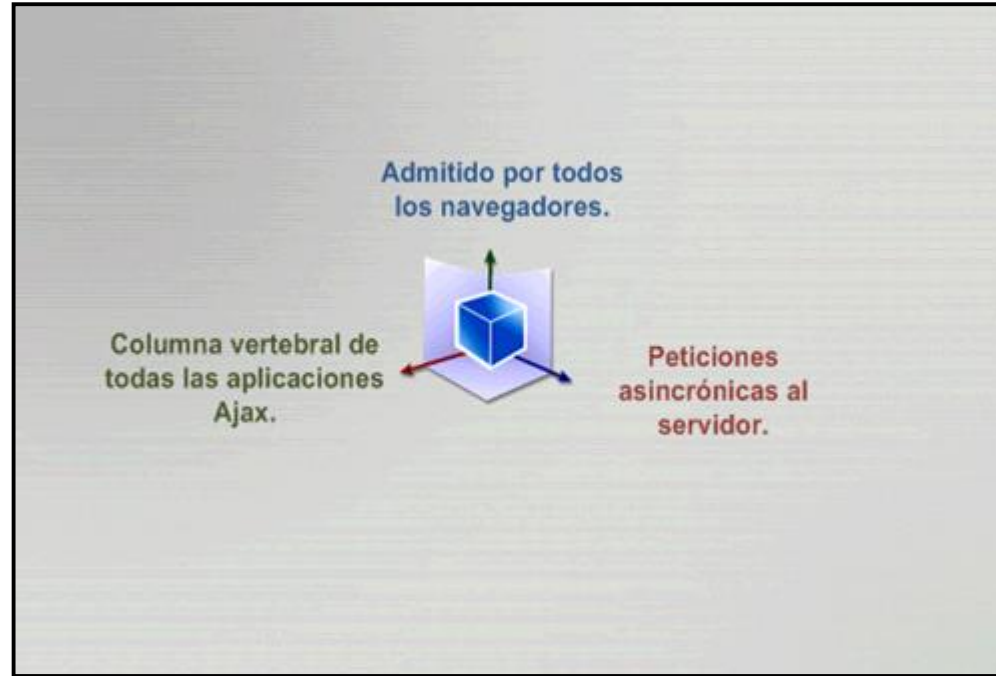 Admitido por todos
los navegadores.
Columna vertebral de
todas las aplicaciones
Ajax.
Peticiones
asincrónicas al
servidor.